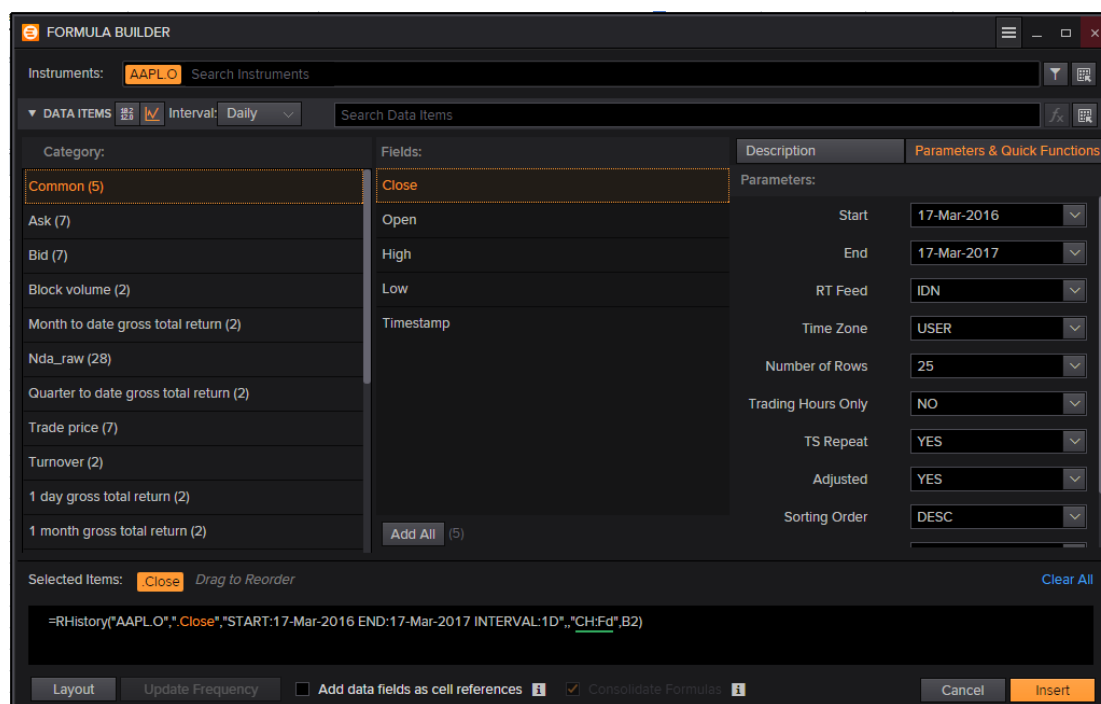 FORMULA BUILDER
Instruments: AAPL.O Search Instruments
DATA ITEMS Interval: Daily Search Data Items
Category: Fields: Description Parameters & Quick Functions
Common (5)
Ask (7)
Bid (7)
Block volume (2)
Month to date gross total return (2)
Nda_raw (28)
Quarter to date gross total return (2)
Trade price (7)
Turnover (2)
1 day gross total return (2)
1 month gross total return (2)
Close
Open
High
Low
Timestamp
Add All (5)
Parameters:
Start 17-Mar-2016
End 17-Mar-2017
RT Feed IDN
Time Zone USER
Number of Rows 25
Trading Hours Only NO
TS Repeat YES
Adjusted YES
Sorting Order DESC
Selected Items: .Close Drag to Reorder Clear All
=RHistory("AAPL.O",".Close","START:17-Mar-2016 END:17-Mar-2017 INTERVAL:1D",,"CH:Fd",B2)
Layout Update Frequency Add data fields as cell references Consolidate Formulas Cancel Insert